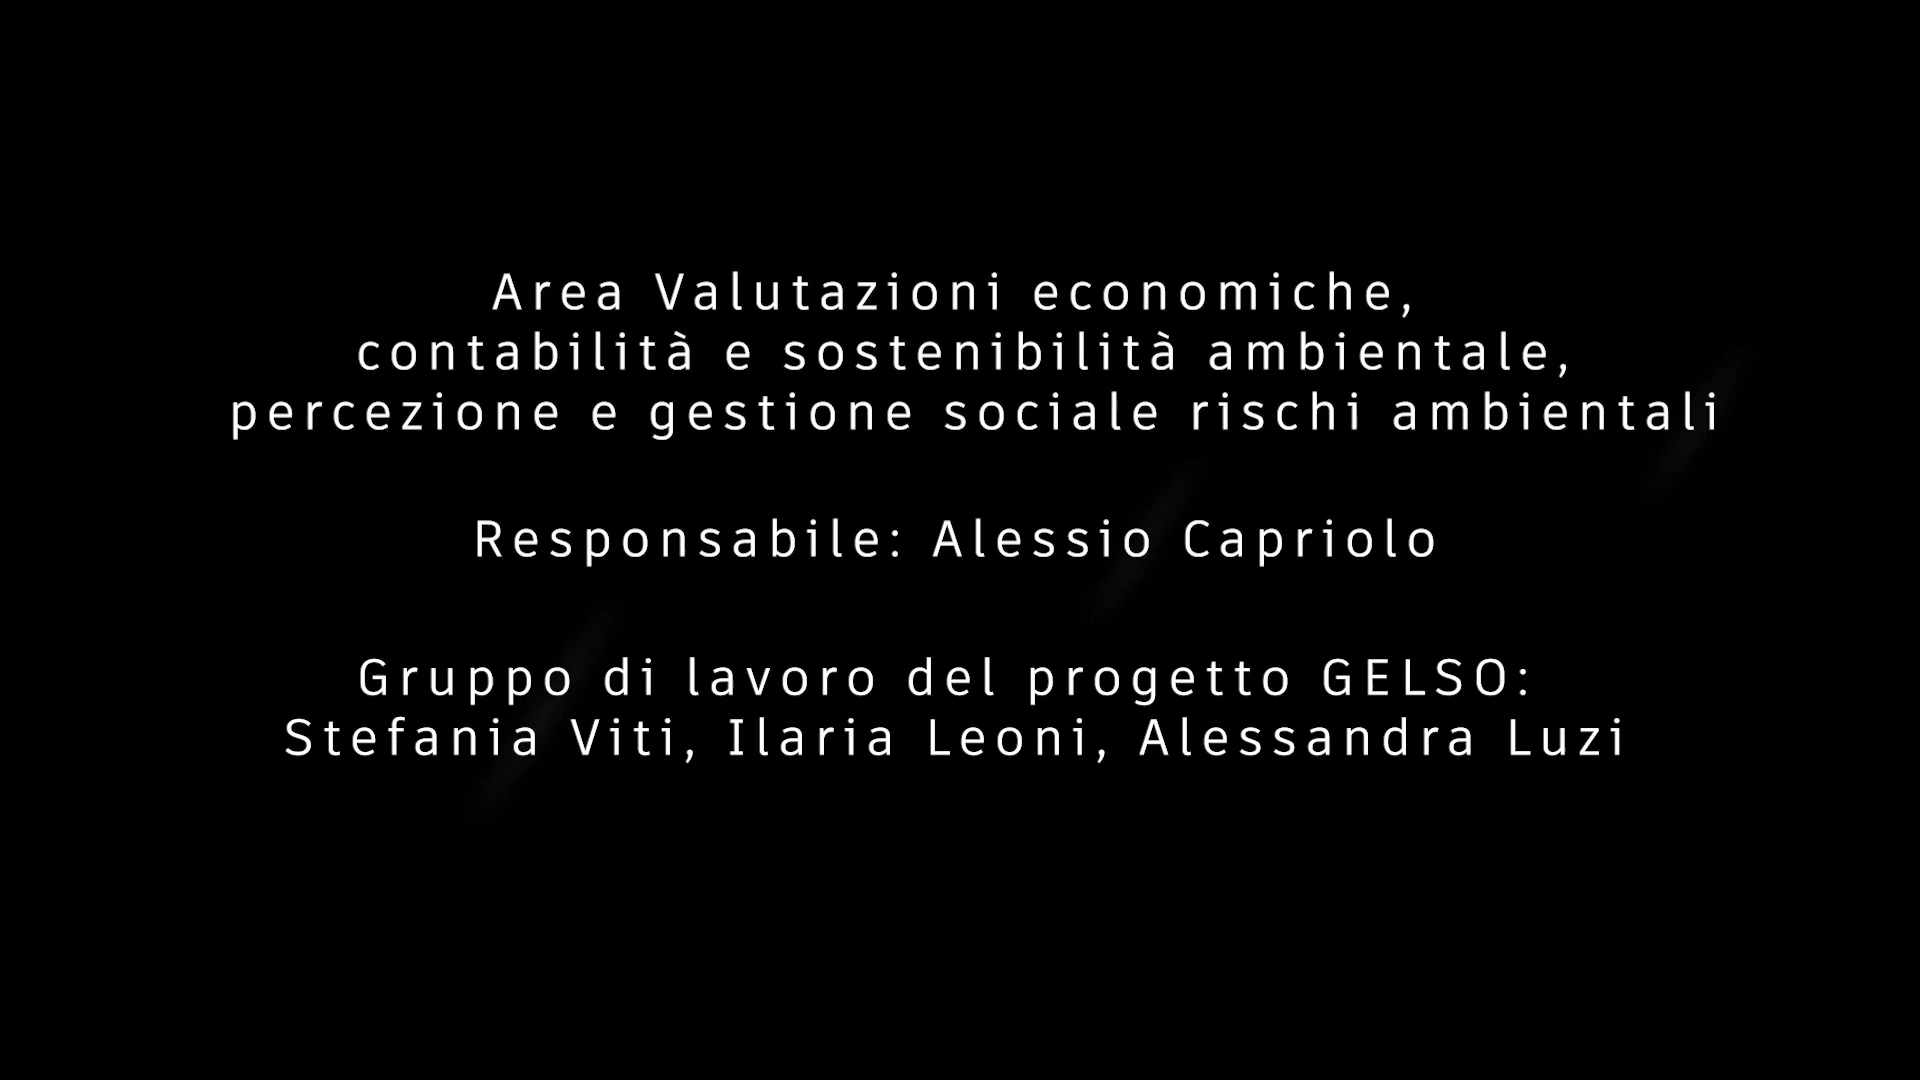 Area Valutazioni economiche,
contabilità e sostenibilità ambientale,
percezione e gestione sociale rischi ambientali
Responsabile: Alessio Capriolo
Gruppo di lavoro del progetto GELSO:
Stefania Viti, Ilaria Leoni, Alessandra Luzi